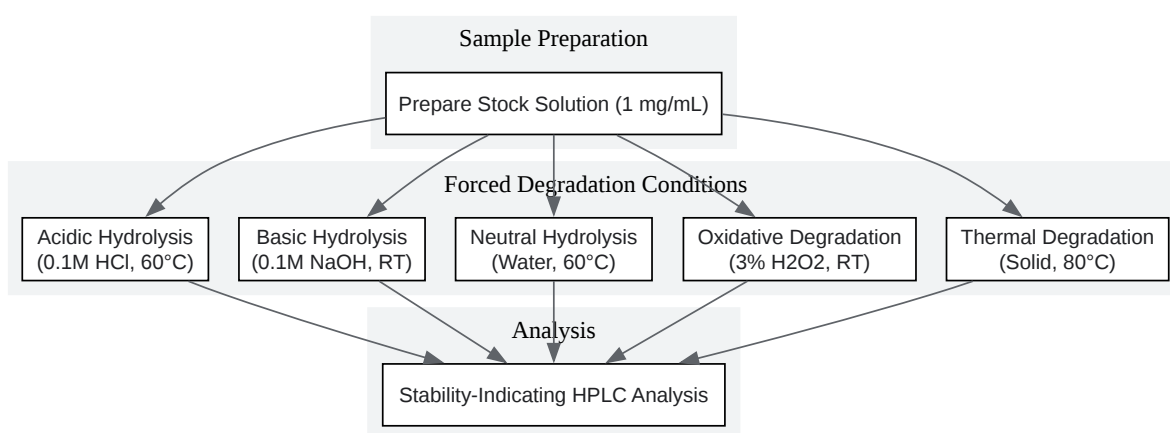 Sample Preparation
Prepare Stock Solution (1 mg/mL)
Forced Degradation Conditions
Acidic Hydrolysis
(0.1M HCl, 60°C)
Basic Hydrolysis
(0.1M NaOH, RT)
Neutral Hydrolysis
(Water, 60°C)
Oxidative Degradation
(3% H2O2, RT)
Thermal Degradation
(Solid, 80°C)
Analysis
Stability-Indicating HPLC Analysis